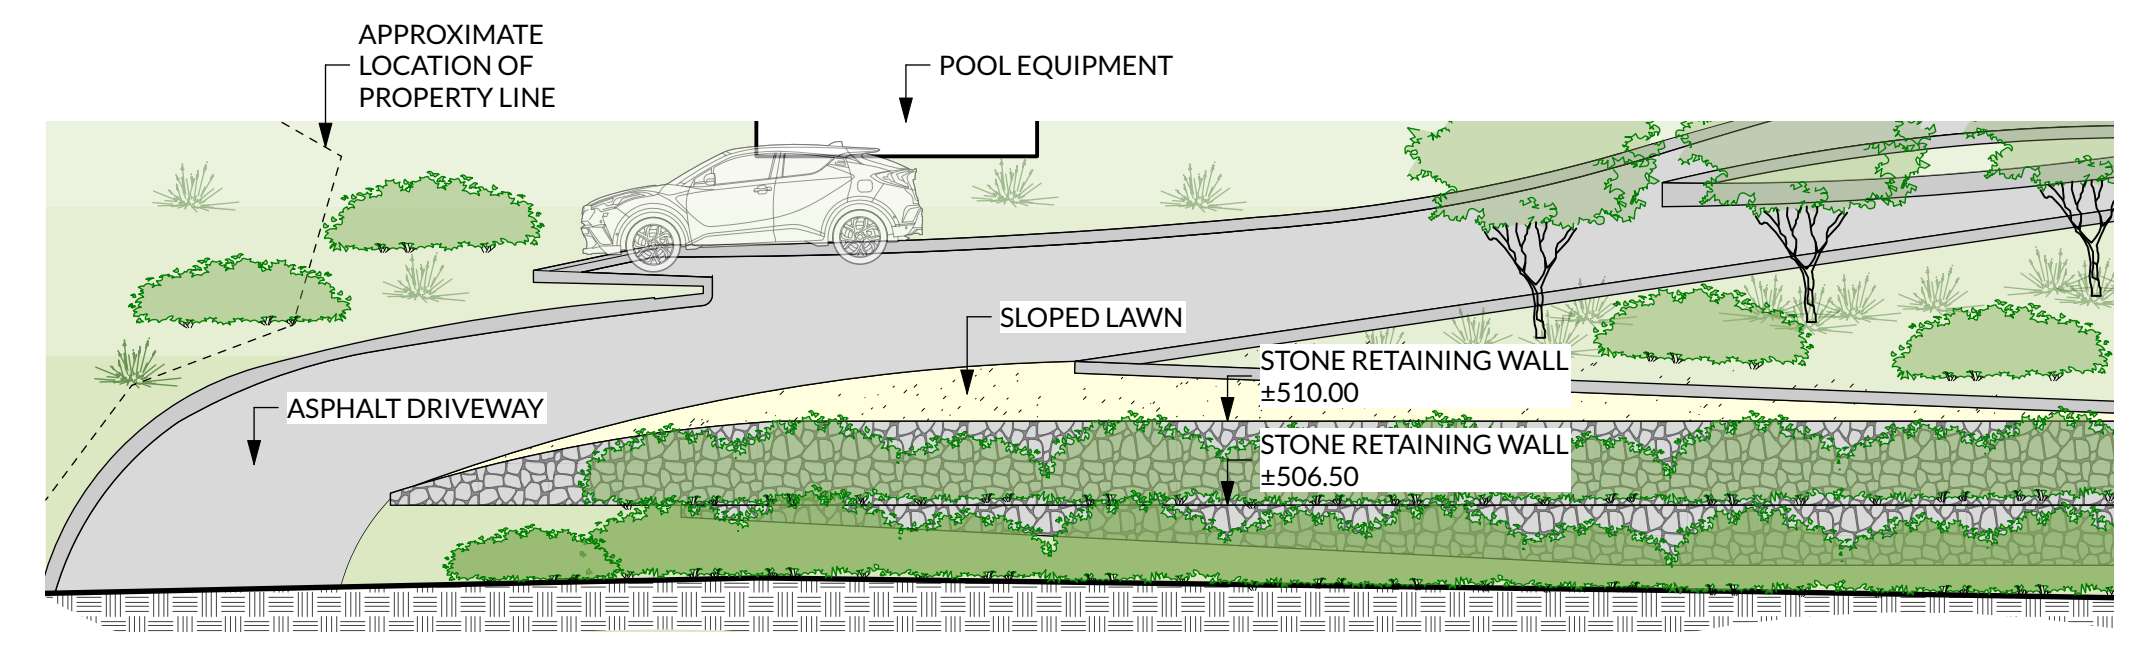 APPROXIMATE
LOCATION OF
PROPERTY LINE
POOL EQUIPMENT
SLOPED LAWN
STONE RETAINING WALL
±510.00
ASPHALT DRIVEWAY
STONE RETAINING WALL
±506.50